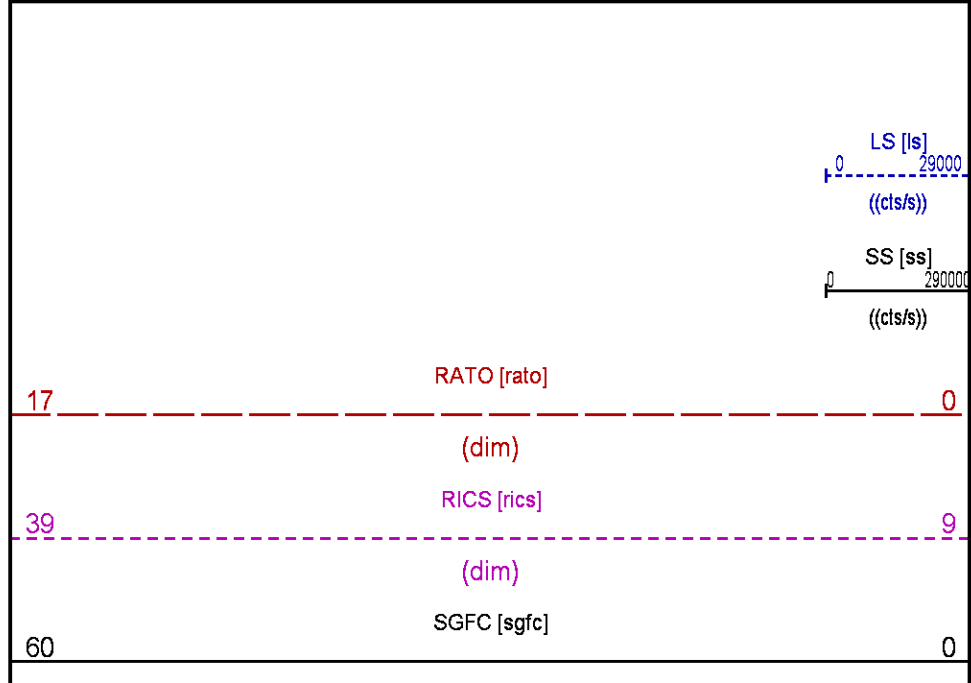 LS [ls]
0 29000
((cts/s))
SS [ss]
0 290000
((cts/s))
RATO [rato]
17 0
(dim)
RICS [rics]
39 9
(dim)
SGFC [sgfc]
60 0